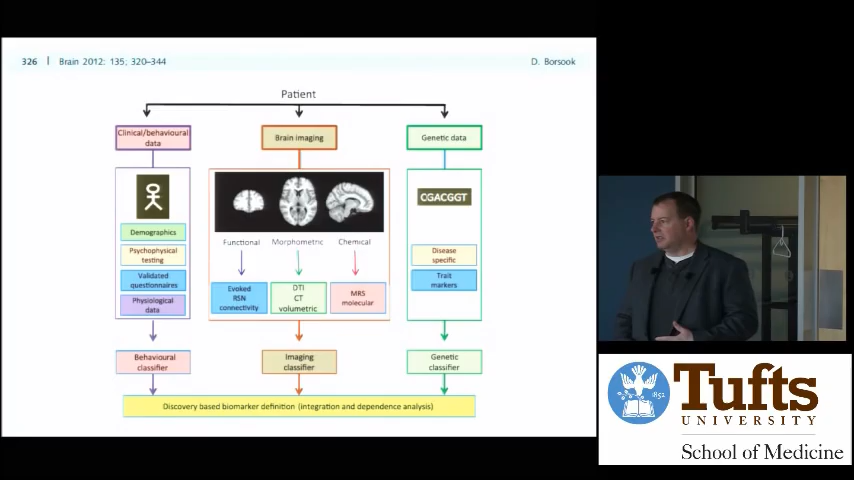 326 | Brain 2012: 135; 320–344
D. Borsook
Patient
Clinical/behavioural
data
Brain imaging
Genetic data
CGACGGT
Demographics
Psychophysical
testing
Validated
questionnaires
Physiological
data
Functional
Morphometric
Chemical
Evoked
RSN
connectivity
DTI
CT
volumetric
MRS
molecular
Disease
specific
Trait
markers
Behavioural
classifier
Imaging
classifier
Genetic
classifier
Discovery based biomarker definition (integration and dependence analysis)
1852
Tufts
UNIVERSITY
School of Medicine